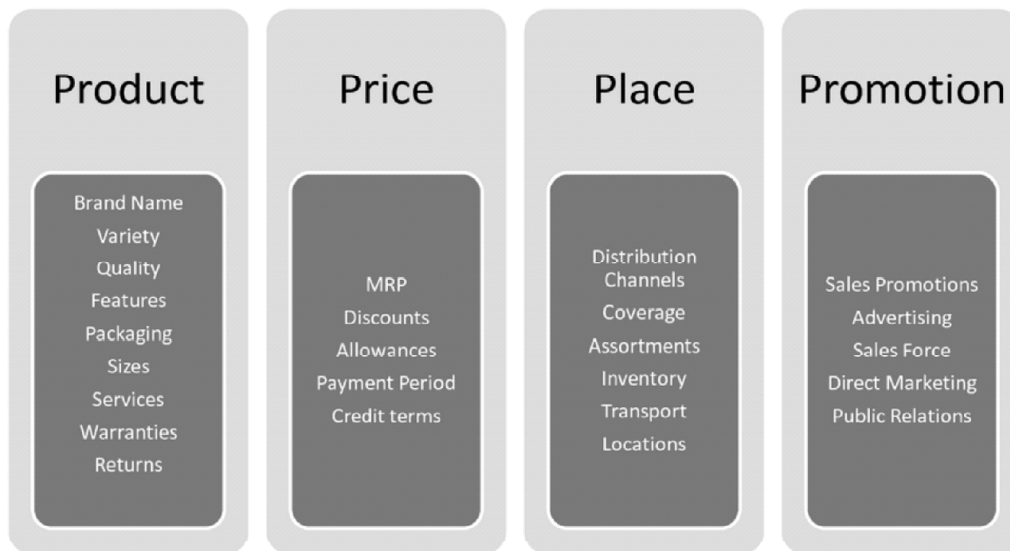 Product
Brand Name
Variety
Quality
Features
Packaging
Sizes
Services
Warranties
Returns
Price
MRP
Discounts
Allowances
Payment Period
Credit terms
Place
Distribution
Channels
Coverage
Assortments
Inventory
Transport
Locations
Promotion
Sales Promotions
Advertising
Sales Force
Direct Marketing
Public Relations